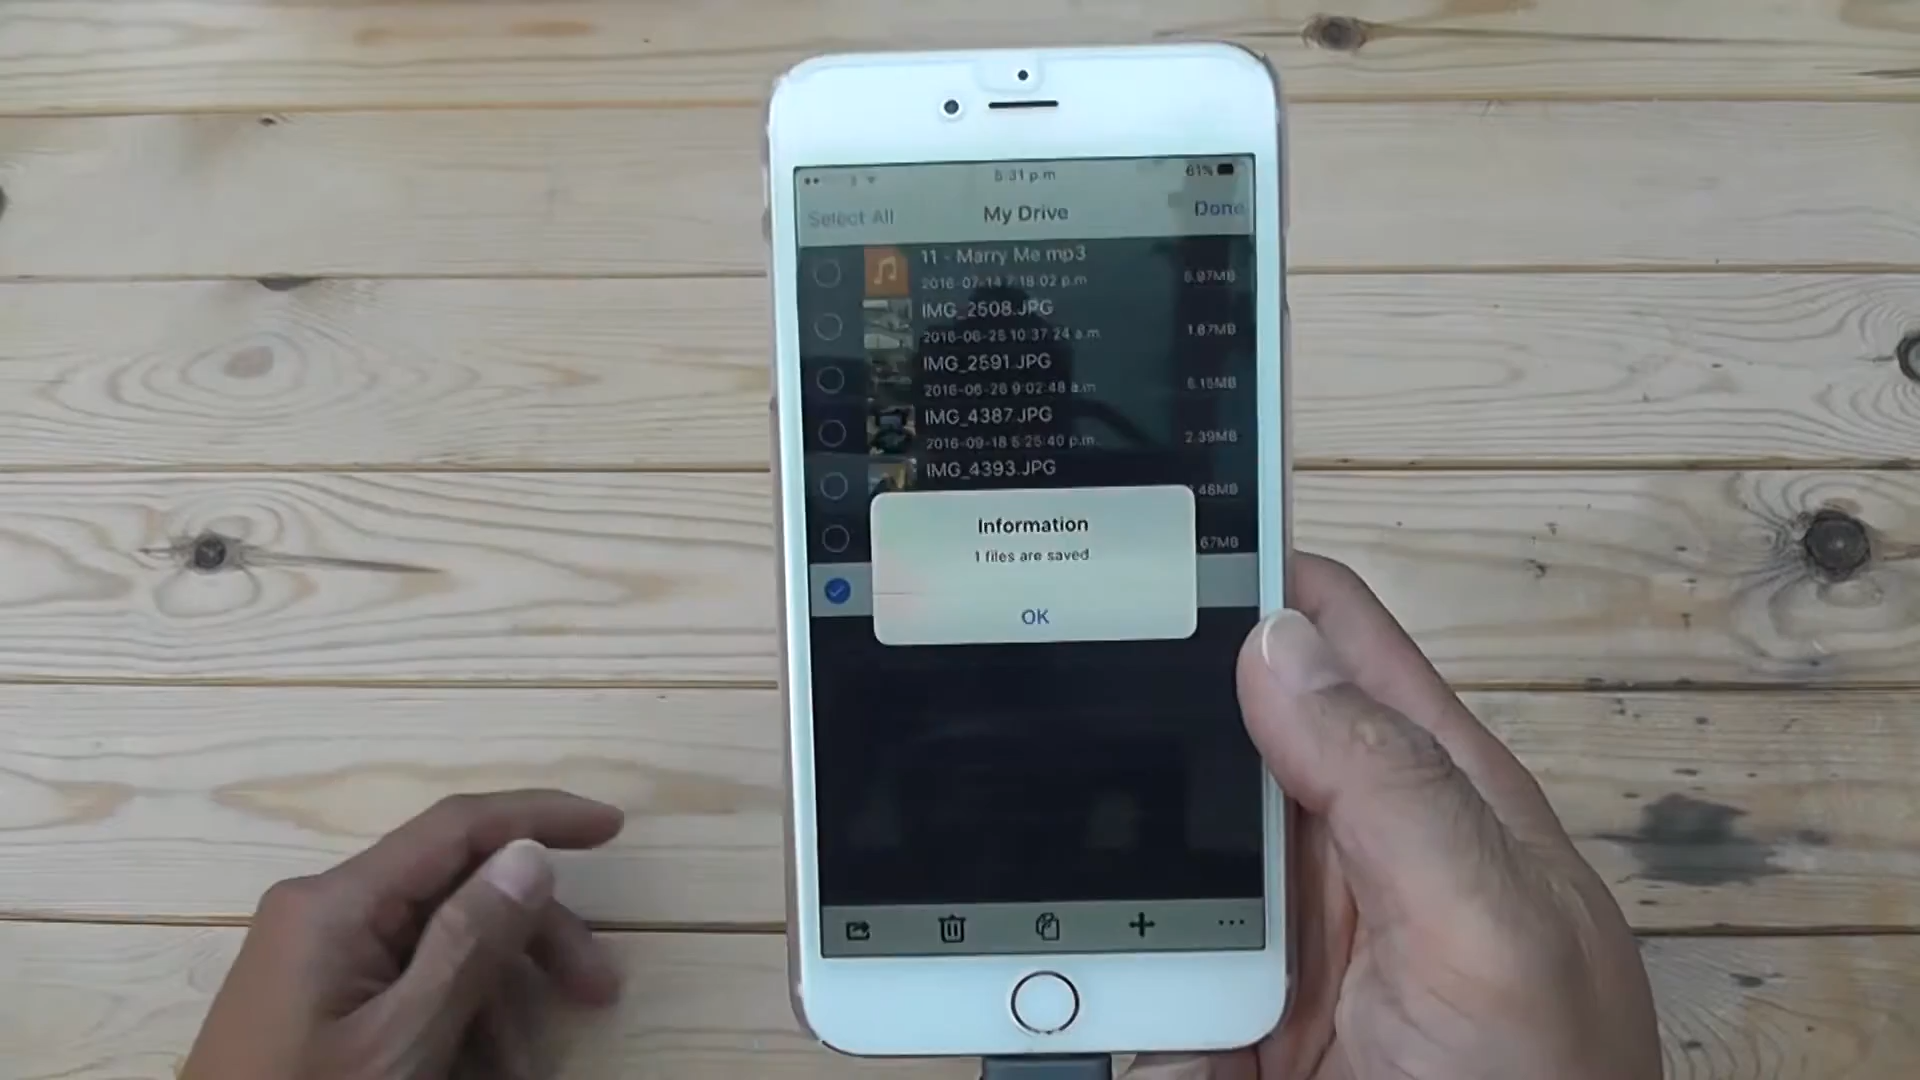 5:31 p.m.
61%
Select All
My Drive
Done
11 - Marry Me.mp3
2016-07-14 7:18:02 p.m.
6.97MB
IMG_2508.JPG
2016-06-25 10:37:24 a.m.
1.87MB
IMG_2591.JPG
2016-06-26 9:02:48 a.m.
IMG_4387.JPG
2016-09-18 5:25:40 p.m.
2.39MB
IMG_4393.JPG
48MB
67MB
Information
1 files are saved
OK